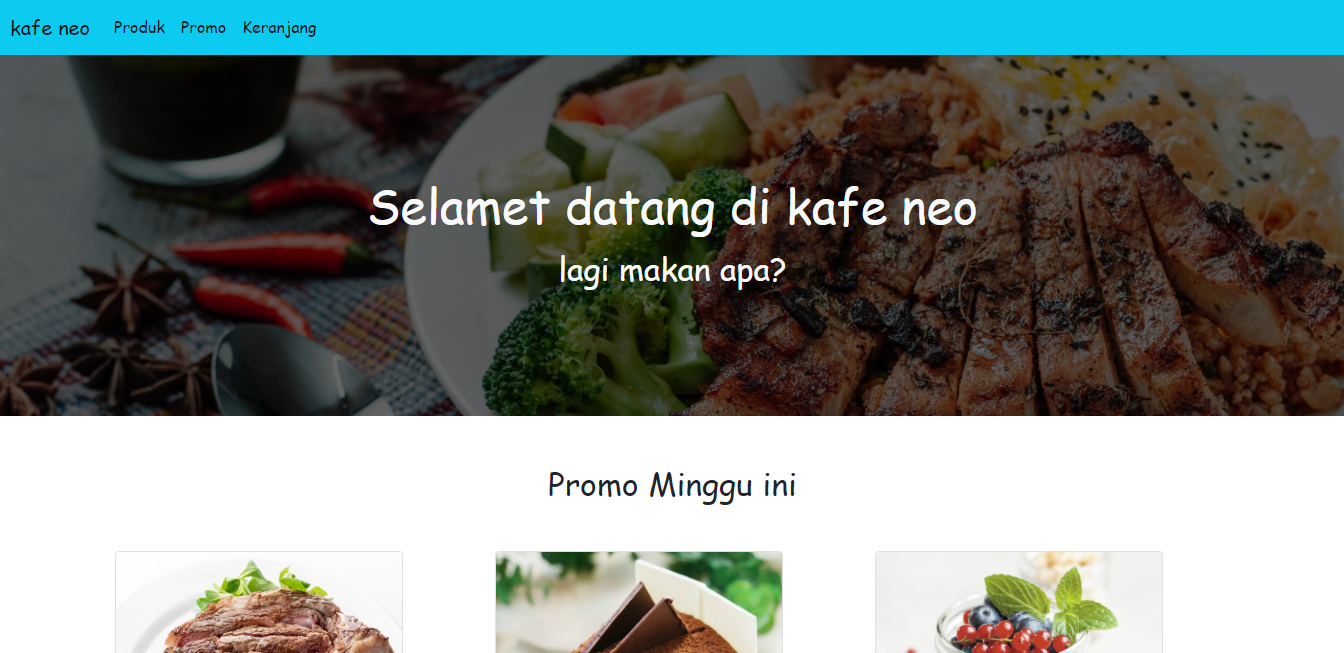 kafe neo Produk Promo Keranjang
Selamet datang di kafe neo
lagi makan apa?
Promo Minggu ini